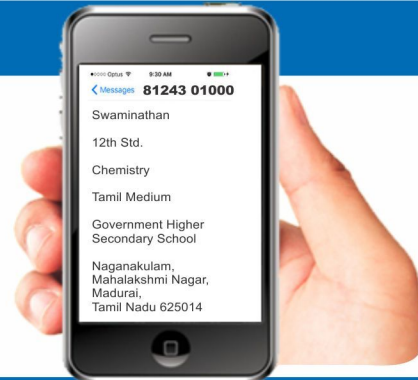 Optus 9:30 AM
Messages 81243 01000
Swaminathan
12th Std.
Chemistry
Tamil Medium
Government Higher
Secondary School
Naganakulam,
Mahalakshmi Nagar,
Madurai,
Tamil Nadu 625014